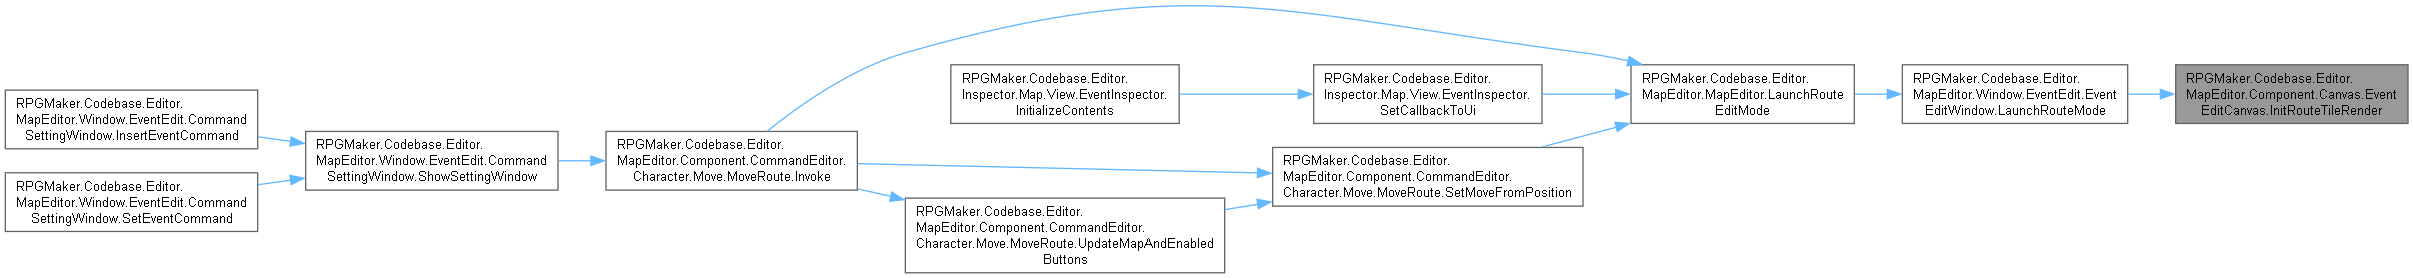 RPGMaker.Codebase.Editor.
MapEditor.Window.EventEdit.Command
SettingWindow.InsertEventCommand
RPGMaker.Codebase.Editor.
MapEditor.Window.EventEdit.Command
SettingWindow.SetEventCommand
RPGMaker.Codebase.Editor.
MapEditor.Window.EventEdit.Command
SettingWindow.ShowSettingWindow
RPGMaker.Codebase.Editor.
MapEditor.Component.CommandEditor.
Character.Move.MoveRoute.Invoke
RPGMaker.Codebase.Editor.
Inspector.Map.View.EventInspector.
InitializeContents
RPGMaker.Codebase.Editor.
MapEditor.Component.CommandEditor.
Character.Move.MoveRoute.UpdateMapAndEnabled
Buttons
RPGMaker.Codebase.Editor.
Inspector.Map.View.EventInspector.
SetCallbackToUi
RPGMaker.Codebase.Editor.
MapEditor.Component.CommandEditor.
Character.Move.MoveRoute.SetMoveFromPosition
RPGMaker.Codebase.Editor.
MapEditor.MapEditor.LaunchRoute
EditMode
RPGMaker.Codebase.Editor.
MapEditor.Window.EventEdit.Event
EditWindow.LaunchRouteMode
RPGMaker.Codebase.Editor.
MapEditor.Component.Canvas.Event
EditCanvas.InitRouteTileRender